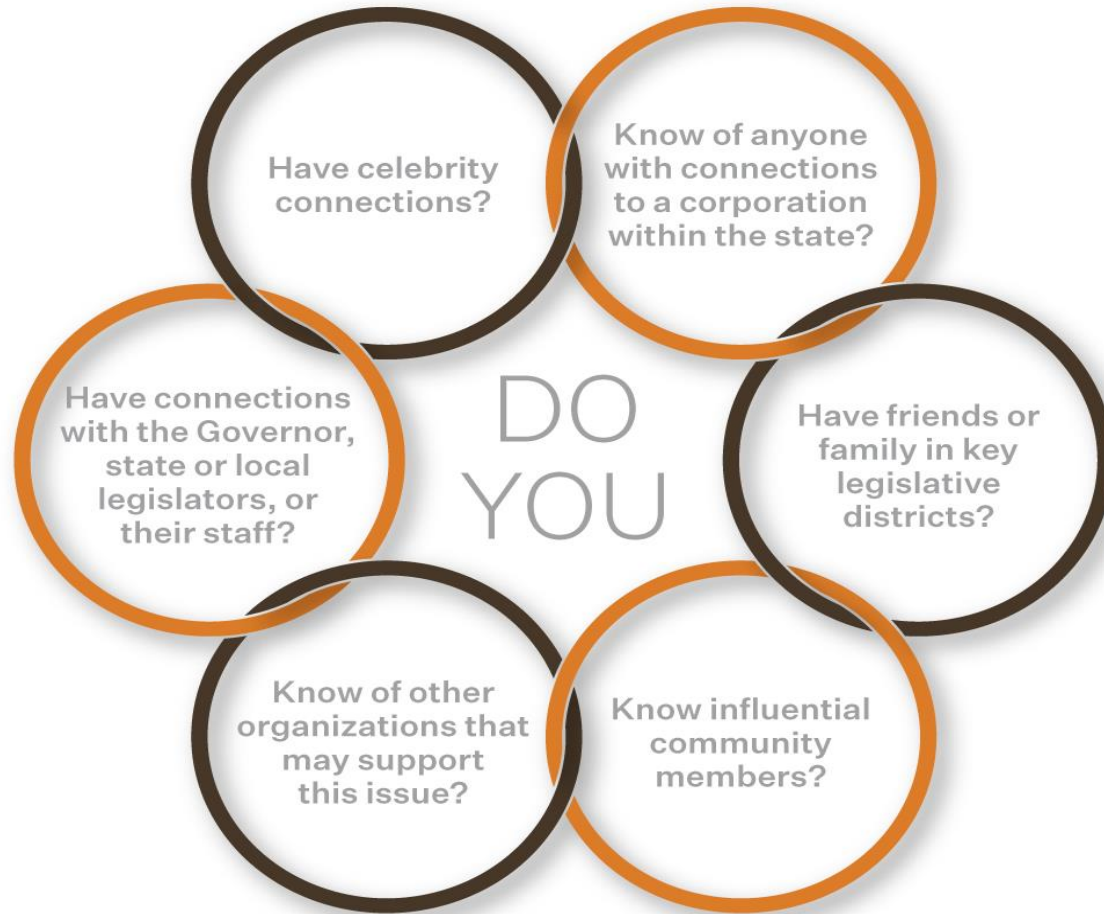 DO
YOU
Have celebrity
connections?
Know of anyone
with connections
to a corporation
within the state?
Have friends or
family in key
legislative
districts?
Know influential
community
members?
Know of other
organizations that
may support
this issue?
Have connections
with the Governor,
state or local
legislators, or
their staff?